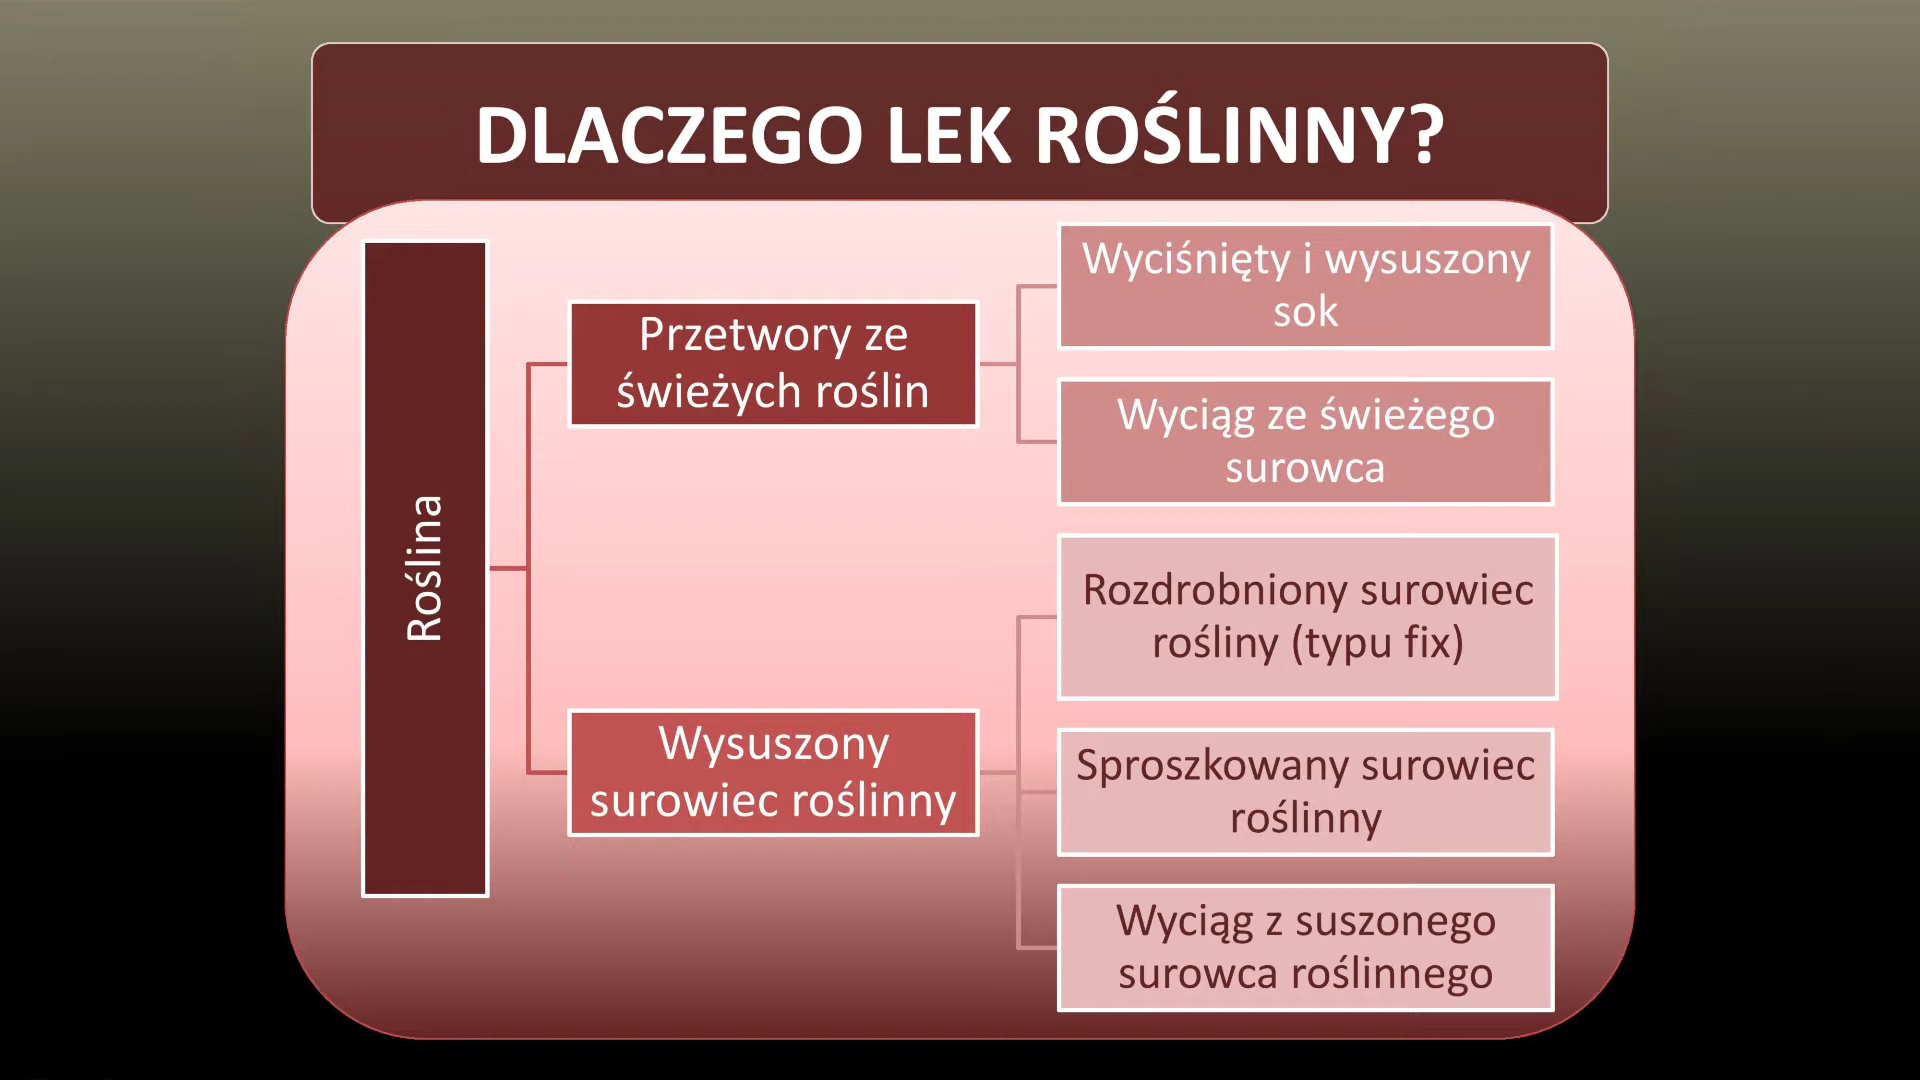 DLACZEGO LEK ROŚLINNY?
Roślina
Przetwory ze
świeżych roślin
Wyciśnięty i wysuszony
sok
Wyciąg ze świeżego
surowca
Wysuszony
surowiec roślinny
Rozdrobniony surowiec
rośliny (typu fix)
Sproszkowany surowiec
roślinny
Wyciąg z suszonego
surowca roślinnego